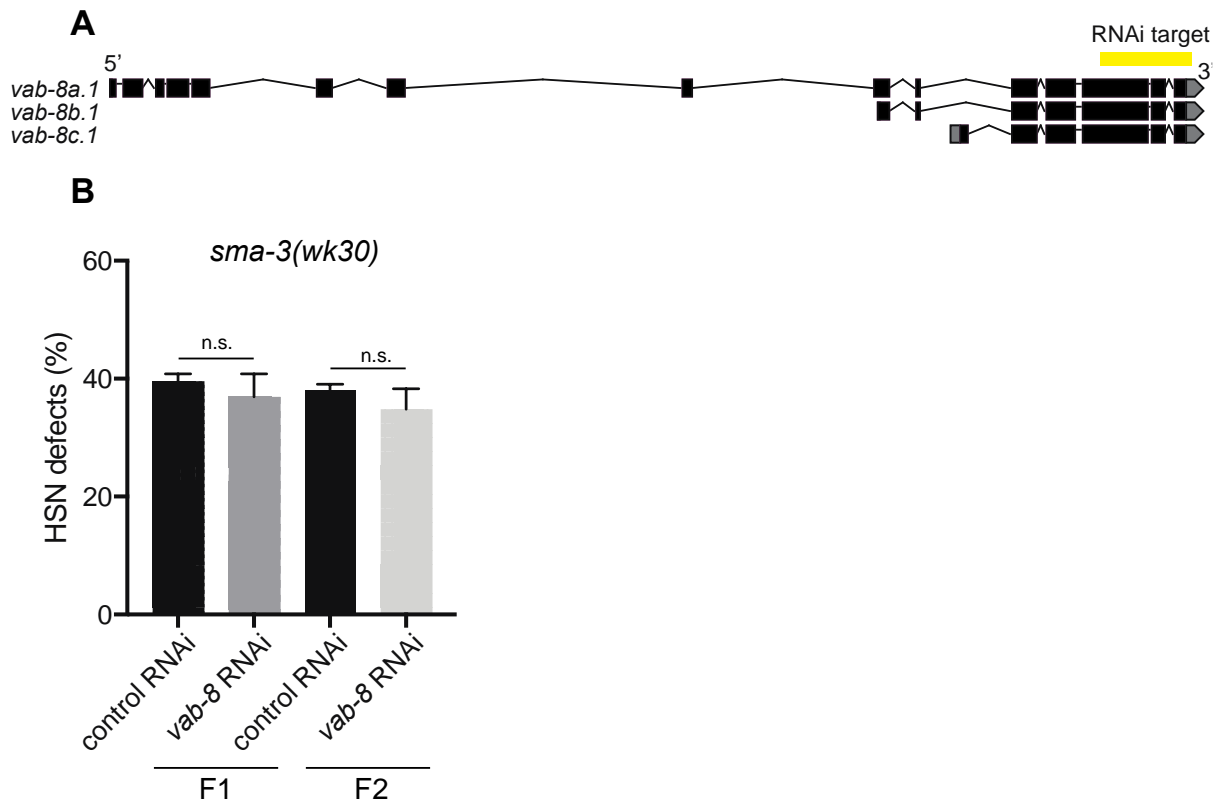 A
RNAi target
5’
3’
vab-8a.1
vab-8b.1
vab-8c.1
B
sma-3(wk30)
HSN defects (%)
60
40
20
0
n.s.
n.s.
control RNAi
vab-8 RNAi
control RNAi
vab-8 RNAi
F1
F2